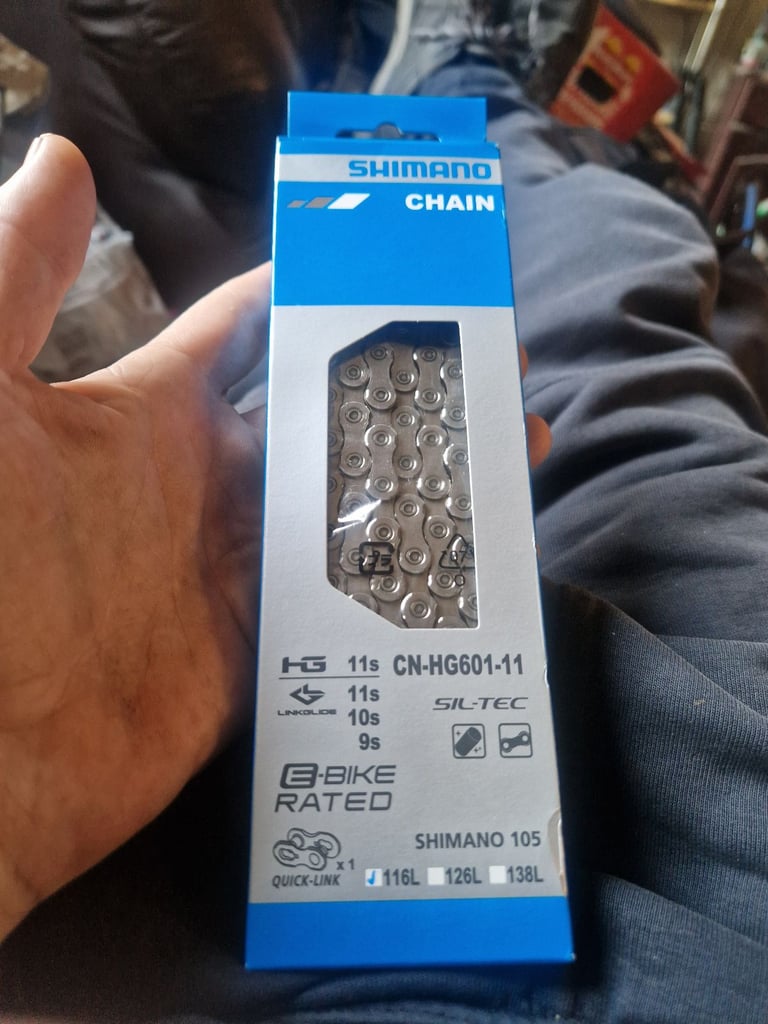 SHIMANO
CHAIN
HG 11s CN-HG601-11
LINKGLIDE 11s
10s
9s
SIL-TEC
E-BIKE
RATED
SHIMANO 105
x1
QUICK-LINK
116L 126L 138L